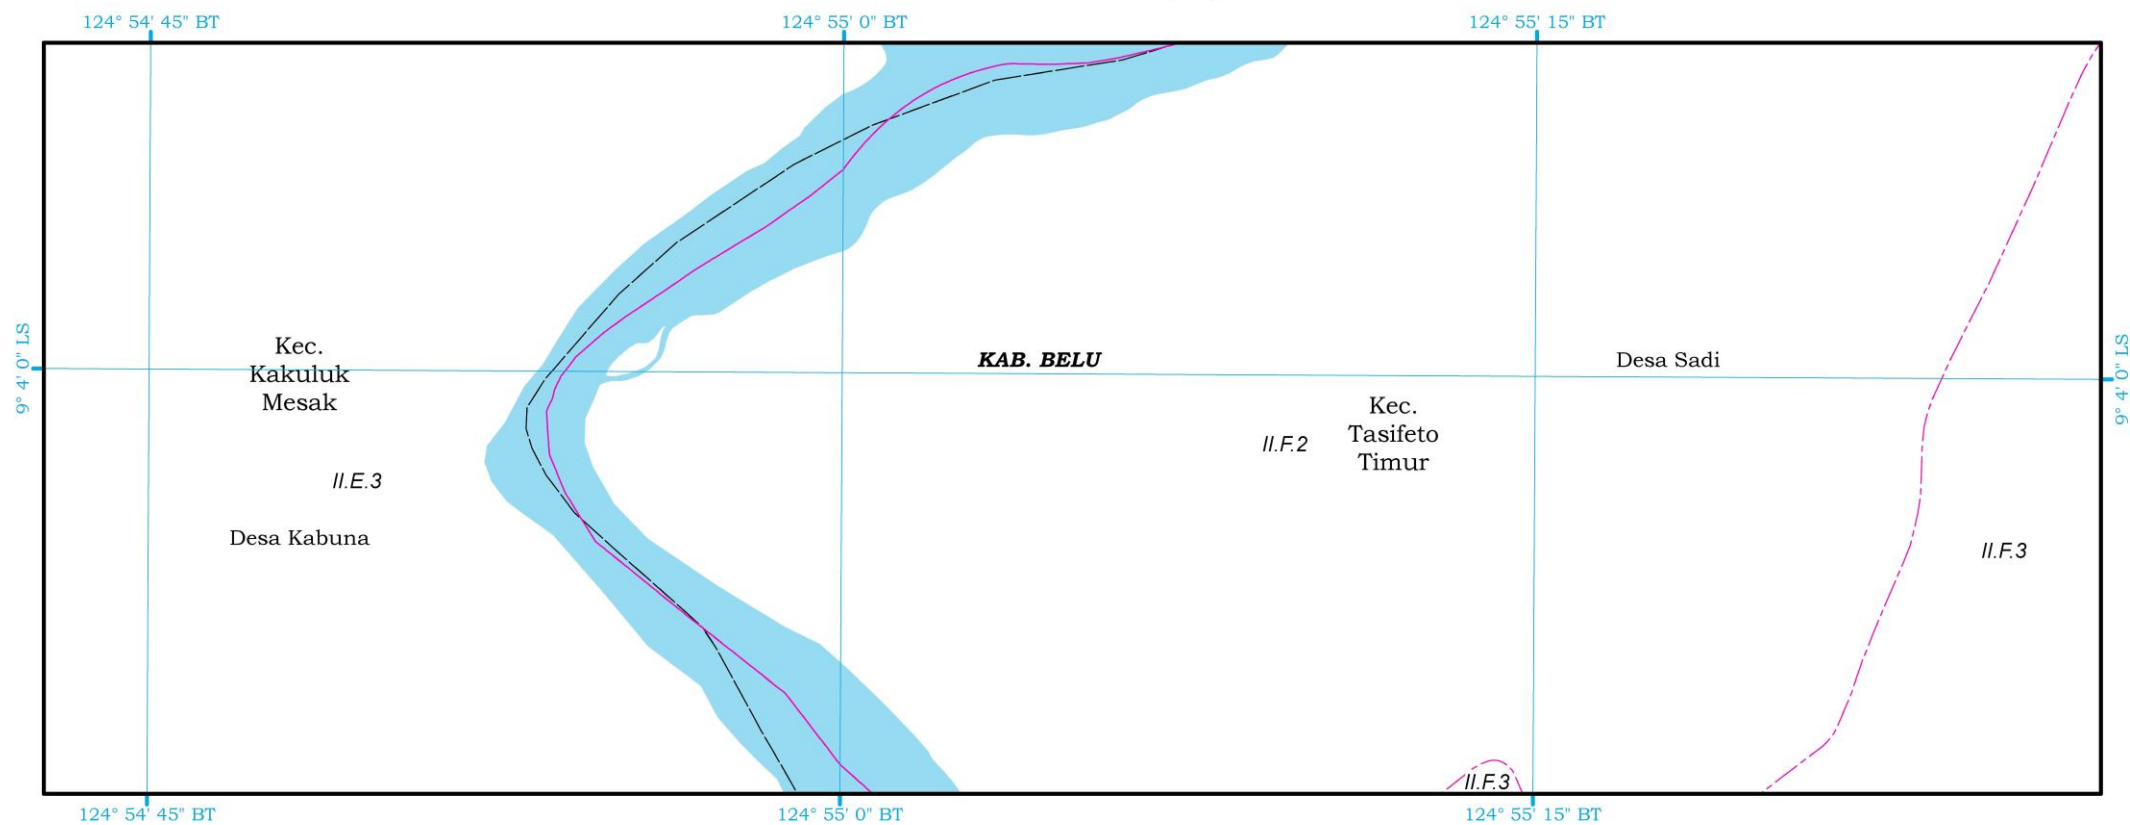 124° 54' 45" BT
124° 55' 0" BT
124° 55' 15" BT
9° 4' 0" LS
9° 4' 0" LS
Kec.
Kakuluk
Mesak
KAB. BELU
Desa Sadi
Kec.
Tasifeto
Timur
II.F.2
II.E.3
Desa Kabuna
II.F.3
II.F.3
124° 54' 45" BT
124° 55' 0" BT
124° 55' 15" BT